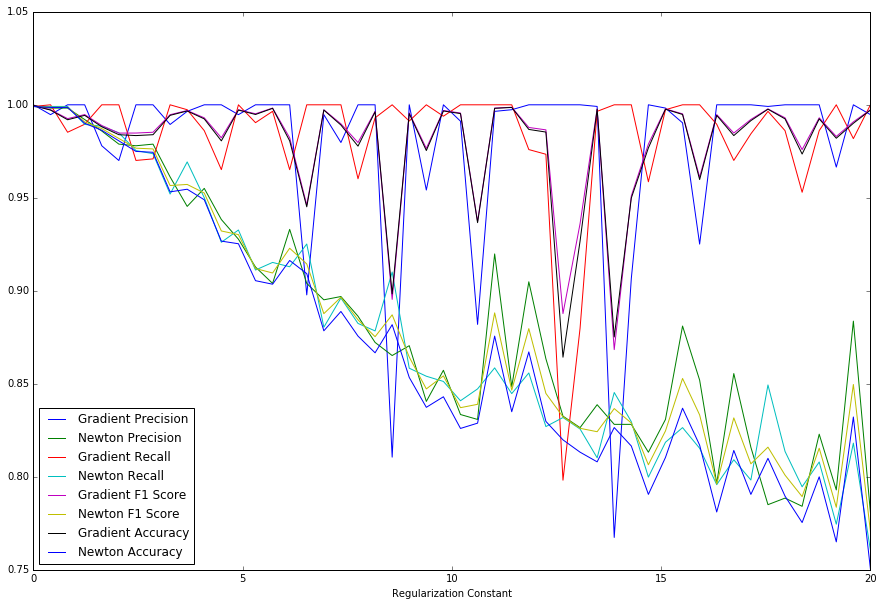 1.05
1.00
0.95
0.90
0.85
0.80
0.75
Gradient Precision
Newton Precision
Gradient Recall
Newton Recall
Gradient F1 Score
Newton F1 Score
Gradient Accuracy
Newton Accuracy
0 5 10 15 20
Regularization Constant